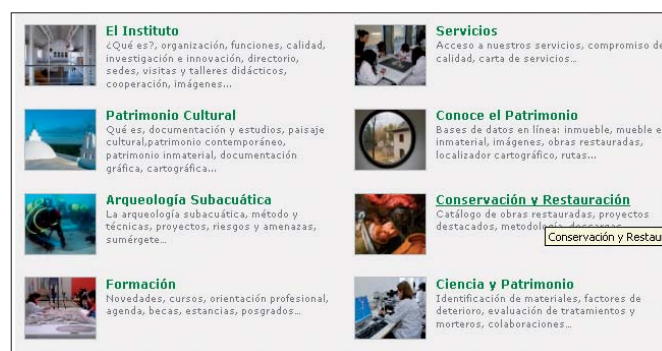 El Instituto
¿Qué es?, organización, funciones, calidad,
investigación e innovación, directorio,
sedes, visitas y talleres didácticos,
cooperación, imágenes...
Servicios
Acceso a nuestros servicios, compromiso de
calidad, carta de servicios...
Patrimonio Cultural
Qué es, documentación y estudios, paisaje
cultural,patrimonio contemporáneo,
patrimonio inmaterial, documentación
gráfica, cartográfica...
Conoce el Patrimonio
Bases de datos en línea: inmueble, mueble e
inmaterial, imágenes, obras restauradas,
localizador cartográfico, rutas...
Arqueología Subacuática
La arqueología subacuática, método y
técnicas, proyectos, riesgos y amenazas,
sumérgete...
Conservación y Restauración
Catálogo de obras restauradas, proyectos
destacados, metodología, descargas
Conservación y Restau
Formación
Novedades, cursos, orientación profesional,
agenda, becas, estancias, posgrados...
Ciencia y Patrimonio
Identificación de materiales, factores de
deterioro, evaluación de tratamientos y
morteros, colaboraciones...